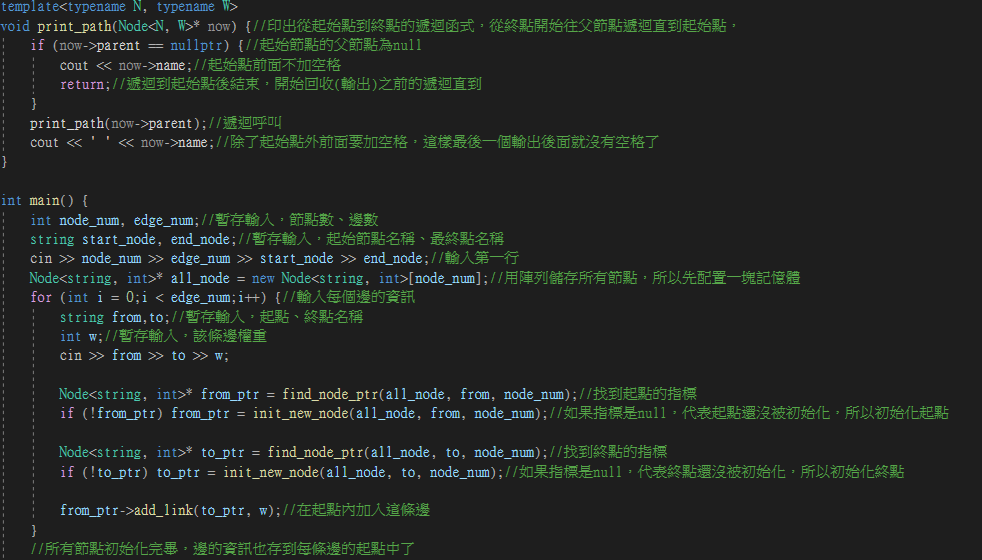 template<typename N, typename W>
void print_path(Node<N, W>* now) {//印出從起始點到終點的遞迴函式，從終點開始往父節點遞迴直到起始點，
if (now->parent == nullptr) {//起始節點的父節點為null
cout << now->name;//起始點前面不加空格
return;//遞迴到起始點後結束，開始回收(輸出)之前的遞迴直到
}
print_path(now->parent);//遞迴呼叫
cout << ' ' << now->name;//除了起始點外前面要加空格，這樣最後一個輸出後面就沒有空格了
}
int main() {
int node_num, edge_num;//暫存輸入，節點數、邊數
string start_node, end_node;//暫存輸入，起始節點名稱、最終點名稱
cin >> node_num >> edge_num >> start_node >> end_node;//輸入第一行
Node<string, int>* all_node = new Node<string, int>[node_num];//用陣列儲存所有節點，所以先配置一塊記憶體
for (int i = 0;i < edge_num;i++) {//輸入每個邊的資訊
string from,to;//暫存輸入，起點、終點名稱
int w;//暫存輸入，該條邊權重
cin >> from >> to >> w;
Node<string, int>* from_ptr = find_node_ptr(all_node, from, node_num);//找到起點的指標
if (!from_ptr) from_ptr = init_new_node(all_node, from, node_num);//如果指標是null，代表起點還沒被初始化，所以初始化起點
Node<string, int>* to_ptr = find_node_ptr(all_node, to, node_num);//找到終點的指標
if (!to_ptr) to_ptr = init_new_node(all_node, to, node_num);//如果指標是null，代表終點還沒被初始化，所以初始化終點
from_ptr->add_link(to_ptr, w);//在起點內加入這條邊
}
//所有節點初始化完畢，邊的資訊也存到每條邊的起點中了